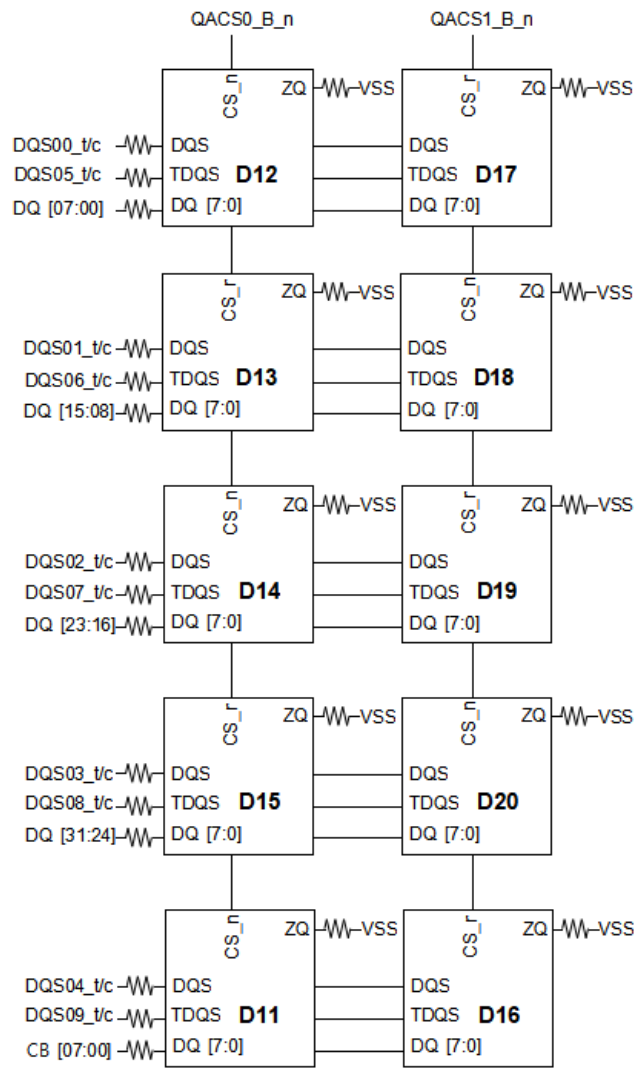 QACS0_B_n QACS1_B_n
CS_n ZQ VSS CS_r ZQ VSS
DQS00_t/c DQS DQS
DQS05_t/c TDQS D12 TDQS D17
DQ [07:00] DQ [7:0] DQ [7:0]
CS_r ZQ VSS CS_n ZQ VSS
DQS01_t/c DQS DQS
DQS06_t/c TDQS D13 TDQS D18
DQ [15:08] DQ [7:0] DQ [7:0]
CS_n ZQ VSS CS_r ZQ VSS
DQS02_t/c DQS DQS
DQS07_t/c TDQS D14 TDQS D19
DQ [23:16] DQ [7:0] DQ [7:0]
CS_r ZQ VSS CS_n ZQ VSS
DQS03_t/c DQS DQS
DQS08_t/c TDQS D15 TDQS D20
DQ [31:24] DQ [7:0] DQ [7:0]
CS_n ZQ VSS CS_r ZQ VSS
DQS04_t/c DQS DQS
DQS09_t/c TDQS D11 TDQS D16
CB [07:00] DQ [7:0] DQ [7:0]